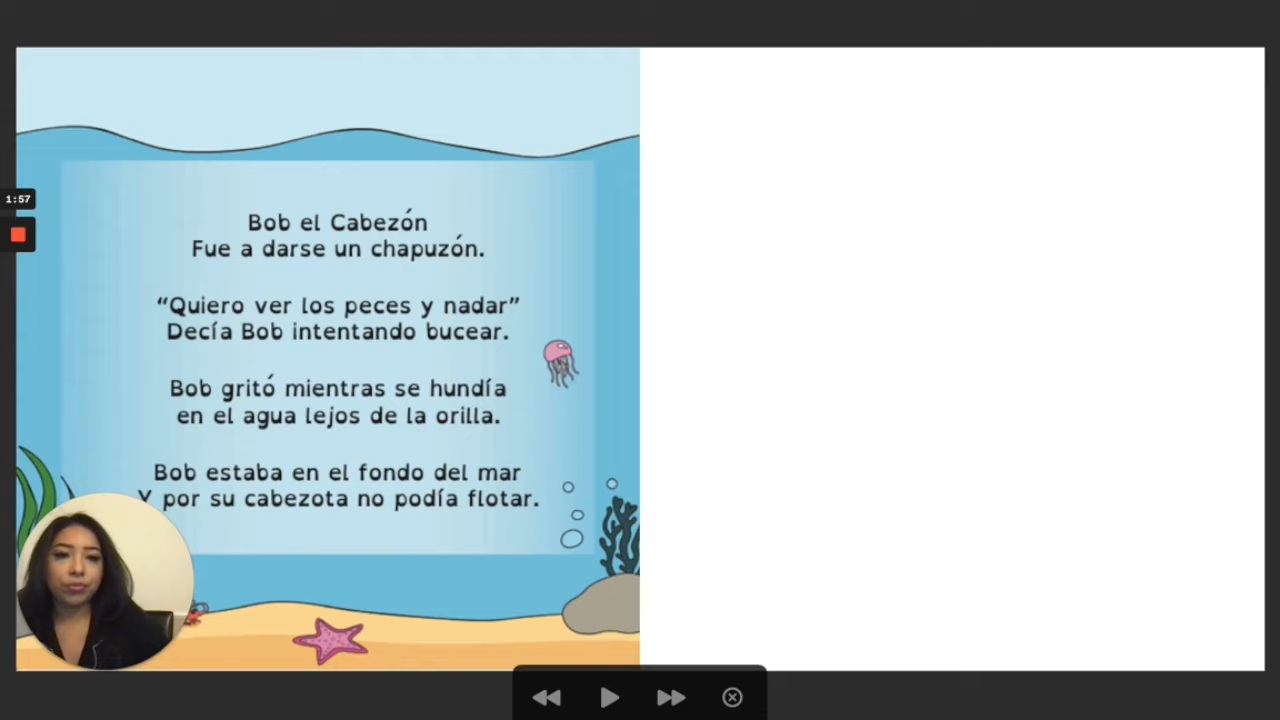 1:57
Bob el Cabezón
Fue a darse un chapuzón.
“Quiero ver los peces y nadar”
Decía Bob intentando bucear.
Bob gritó mientras se hundía
en el agua lejos de la orilla.
Bob estaba en el fondo del mar
Y por su cabezota no podía flotar.